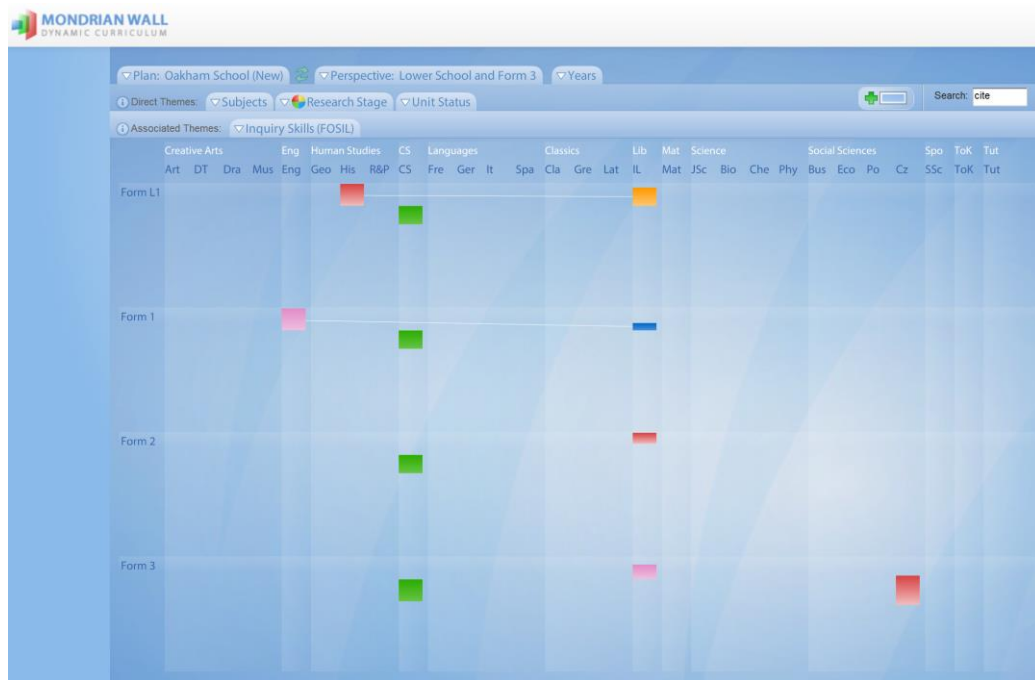 MONDRIAN WALL
DYNAMIC CURRICULUM
Plan: Oakham School (New) Perspective: Lower School and Form 3 Years
Direct Themes: Subjects Research Stage Unit Status Search: cite
Associated Themes: Inquiry Skills (FOSIL)
Creative Arts Eng Human Studies CS Languages Classics Lib Mat Science Social Sciences Spo ToK Tut
Art DT Dra Mus Eng Geo His R&P CS Fre Ger It Spa Cla Gre Lat IL Mat JSc Bio Che Phy Bus Eco Po Cz SSc ToK Tut
Form L1
Form 1
Form 2
Form 3